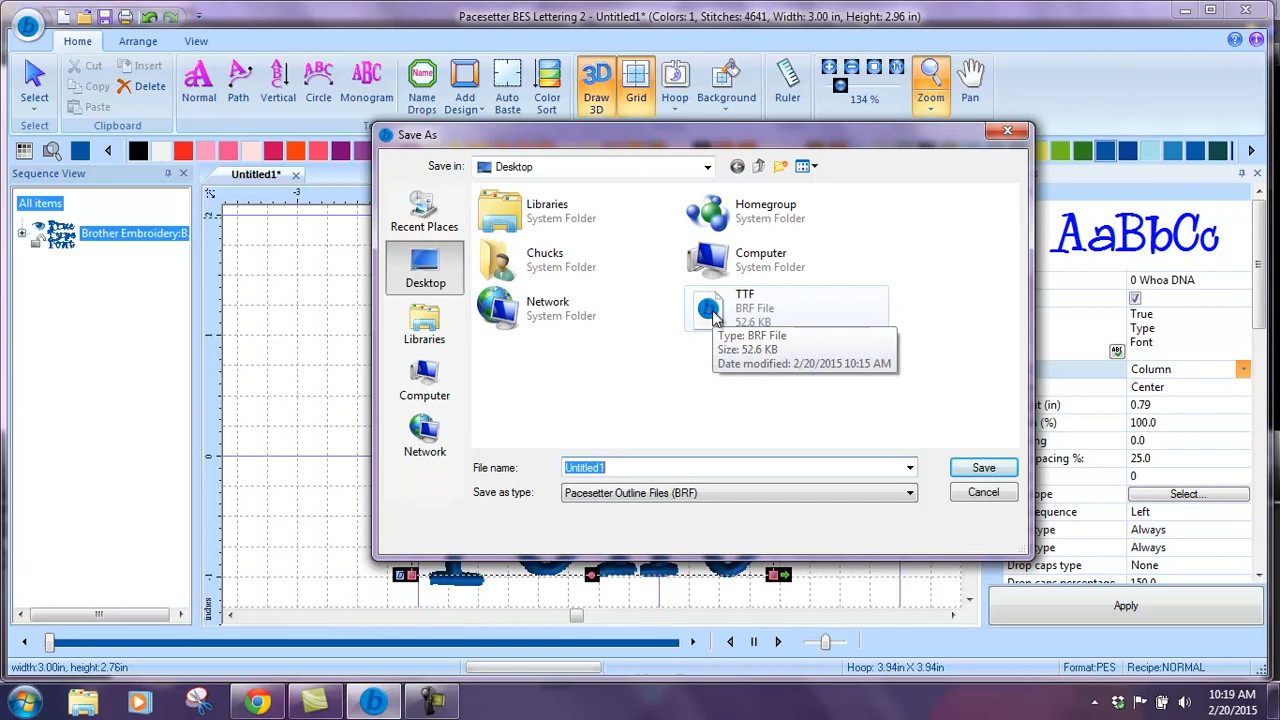 Pacesetter BES Lettering 2 - Untitled1* (Colors: 1, Stitches: 4641, Width: 3.00 in, Height: 2.96 in)
Home
Arrange
View
Select
Cut
Copy
Paste
Insert
Delete
Normal
Path
Vertical
Circle
Monogram
Name Drops
Add Design
Auto Baste
Color Sort
3D
Draw 3D
Grid
Hoop
Background
Ruler
134 %
Zoom
Pan
Select
Clipboard
Sequence View
Untitled1*
-3
All items
Brother Embroidery:B
Save As
Save in:
Desktop
Recent Places
Desktop
Libraries
Computer
Network
Libraries
System Folder
Homegroup
System Folder
Chucks
System Folder
Computer
System Folder
Network
System Folder
TTF
BRF File
52.6 KB
Type: BRF File
Size: 52.6 KB
Date modified: 2/20/2015 10:15 AM
File name:
Untitled1
Save
Save as type:
Pacesetter Outline Files (BRF)
Cancel
AaBbCc
0 Whoa DNA
True
Type
Font
Column
Center
t (in) 0.79
(%) 100.0
ng 0.0
pacing %: 25.0
0
ope Select...
equence Left
type Always
type Always
Drop caps type None
Drop caps percentage 150.0
Apply
inches
width:3.00in, height:2.76in
Hoop: 3.94in X 3.94in
Format:PES
Recipe:NORMAL
10:19 AM
2/20/2015